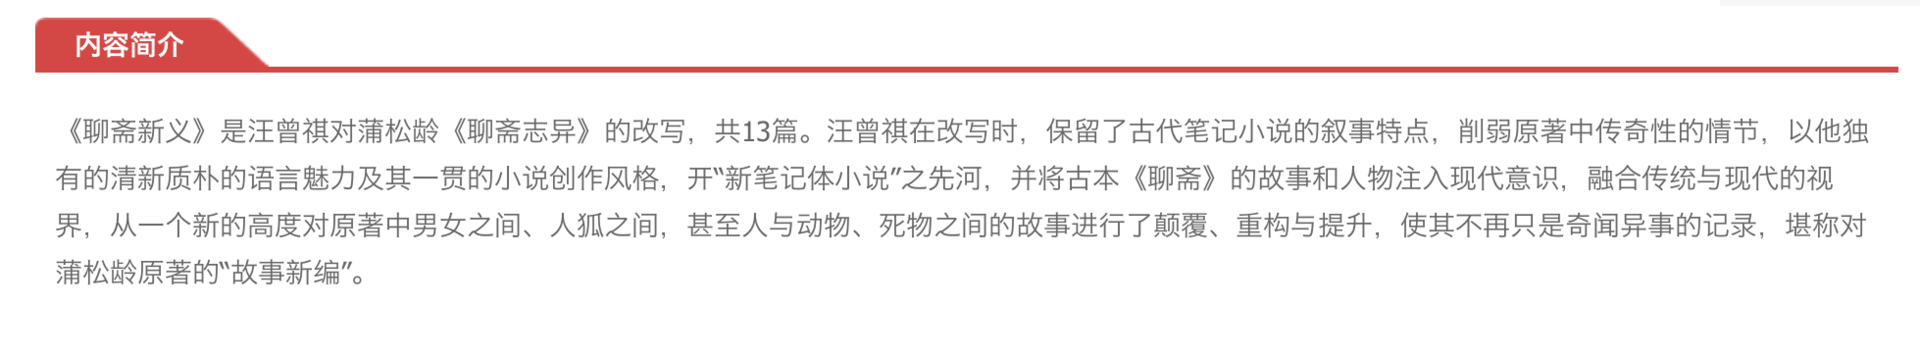 内容简介
《聊斋新义》是汪曾祺对蒲松龄《聊斋志异》的改写，共13篇。汪曾祺在改写时，保留了古代笔记小说的叙事特点，削弱原著中传奇性的情节，以他独
有的清新质朴的语言魅力及其一贯的小说创作风格，开“新笔记体小说”之先河，并将古本《聊斋》的故事和人物注入现代意识，融合传统与现代的视
界，从一个新的高度对原著中男女之间、人狐之间，甚至人与动物、死物之间的故事进行了颠覆、重构与提升，使其不再只是奇闻异事的记录，堪称对
蒲松龄原著的“故事新编”。